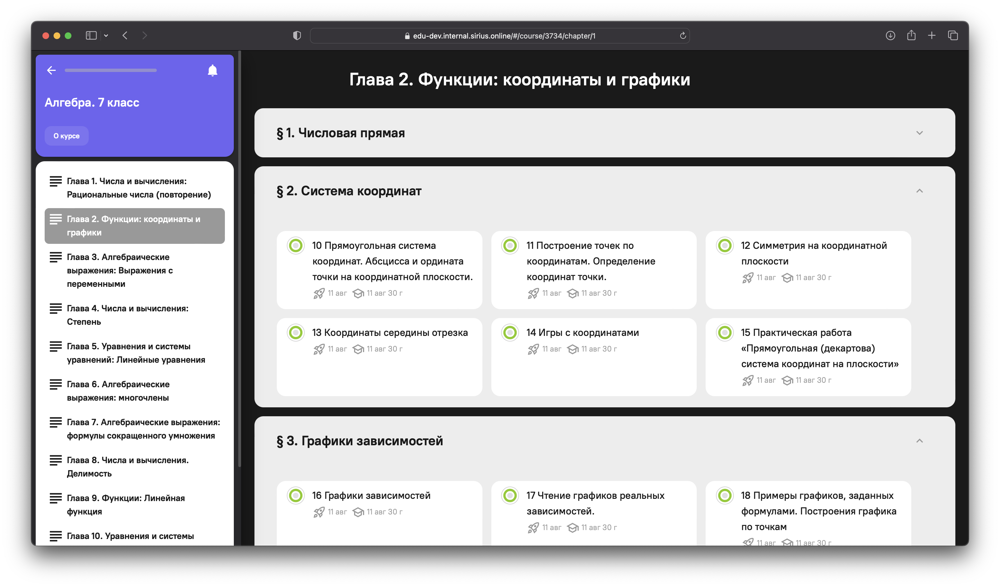 edu-dev.internal.sirius.online/#/course/3734/chapter/1
Алгебра. 7 класс
О курсе
Глава 1. Числа и вычисления:
Рациональные числа (повторение)
Глава 2. Функции: координаты и
графики
Глава 3. Алгебраические
выражения: Выражения с
переменными
Глава 4. Числа и вычисления:
Степень
Глава 5. Уравнения и системы
уравнений: Линейные уравнения
Глава 6. Алгебраические
выражения: многочлены
Глава 7. Алгебраические выражения:
формулы сокращенного умножения
Глава 8. Числа и вычисления.
Делимость
Глава 9. Функции: Линейная
функция
Глава 10. Уравнения и системы
Глава 2. Функции: координаты и графики
§ 1. Числовая прямая
§ 2. Система координат
10 Прямоугольная система
координат. Абсцисса и ордината
точки на координатной плоскости.
11 авг 11 авг 30 г
11 Построение точек по
координатам. Определение
координат точки.
11 авг 11 авг 30 г
12 Симметрия на координатной
плоскости
11 авг 11 авг 30 г
13 Координаты середины отрезка
11 авг 11 авг 30 г
14 Игры с координатами
11 авг 11 авг 30 г
15 Практическая работа
«Прямоугольная (декартова)
система координат на плоскости»
11 авг 11 авг 30 г
§ 3. Графики зависимостей
16 Графики зависимостей
11 авг 11 авг 30 г
17 Чтение графиков реальных
зависимостей.
11 авг 11 авг 30 г
18 Примеры графиков, заданных
формулами. Построения графика
по точкам
11 авг 11 авг 30 г